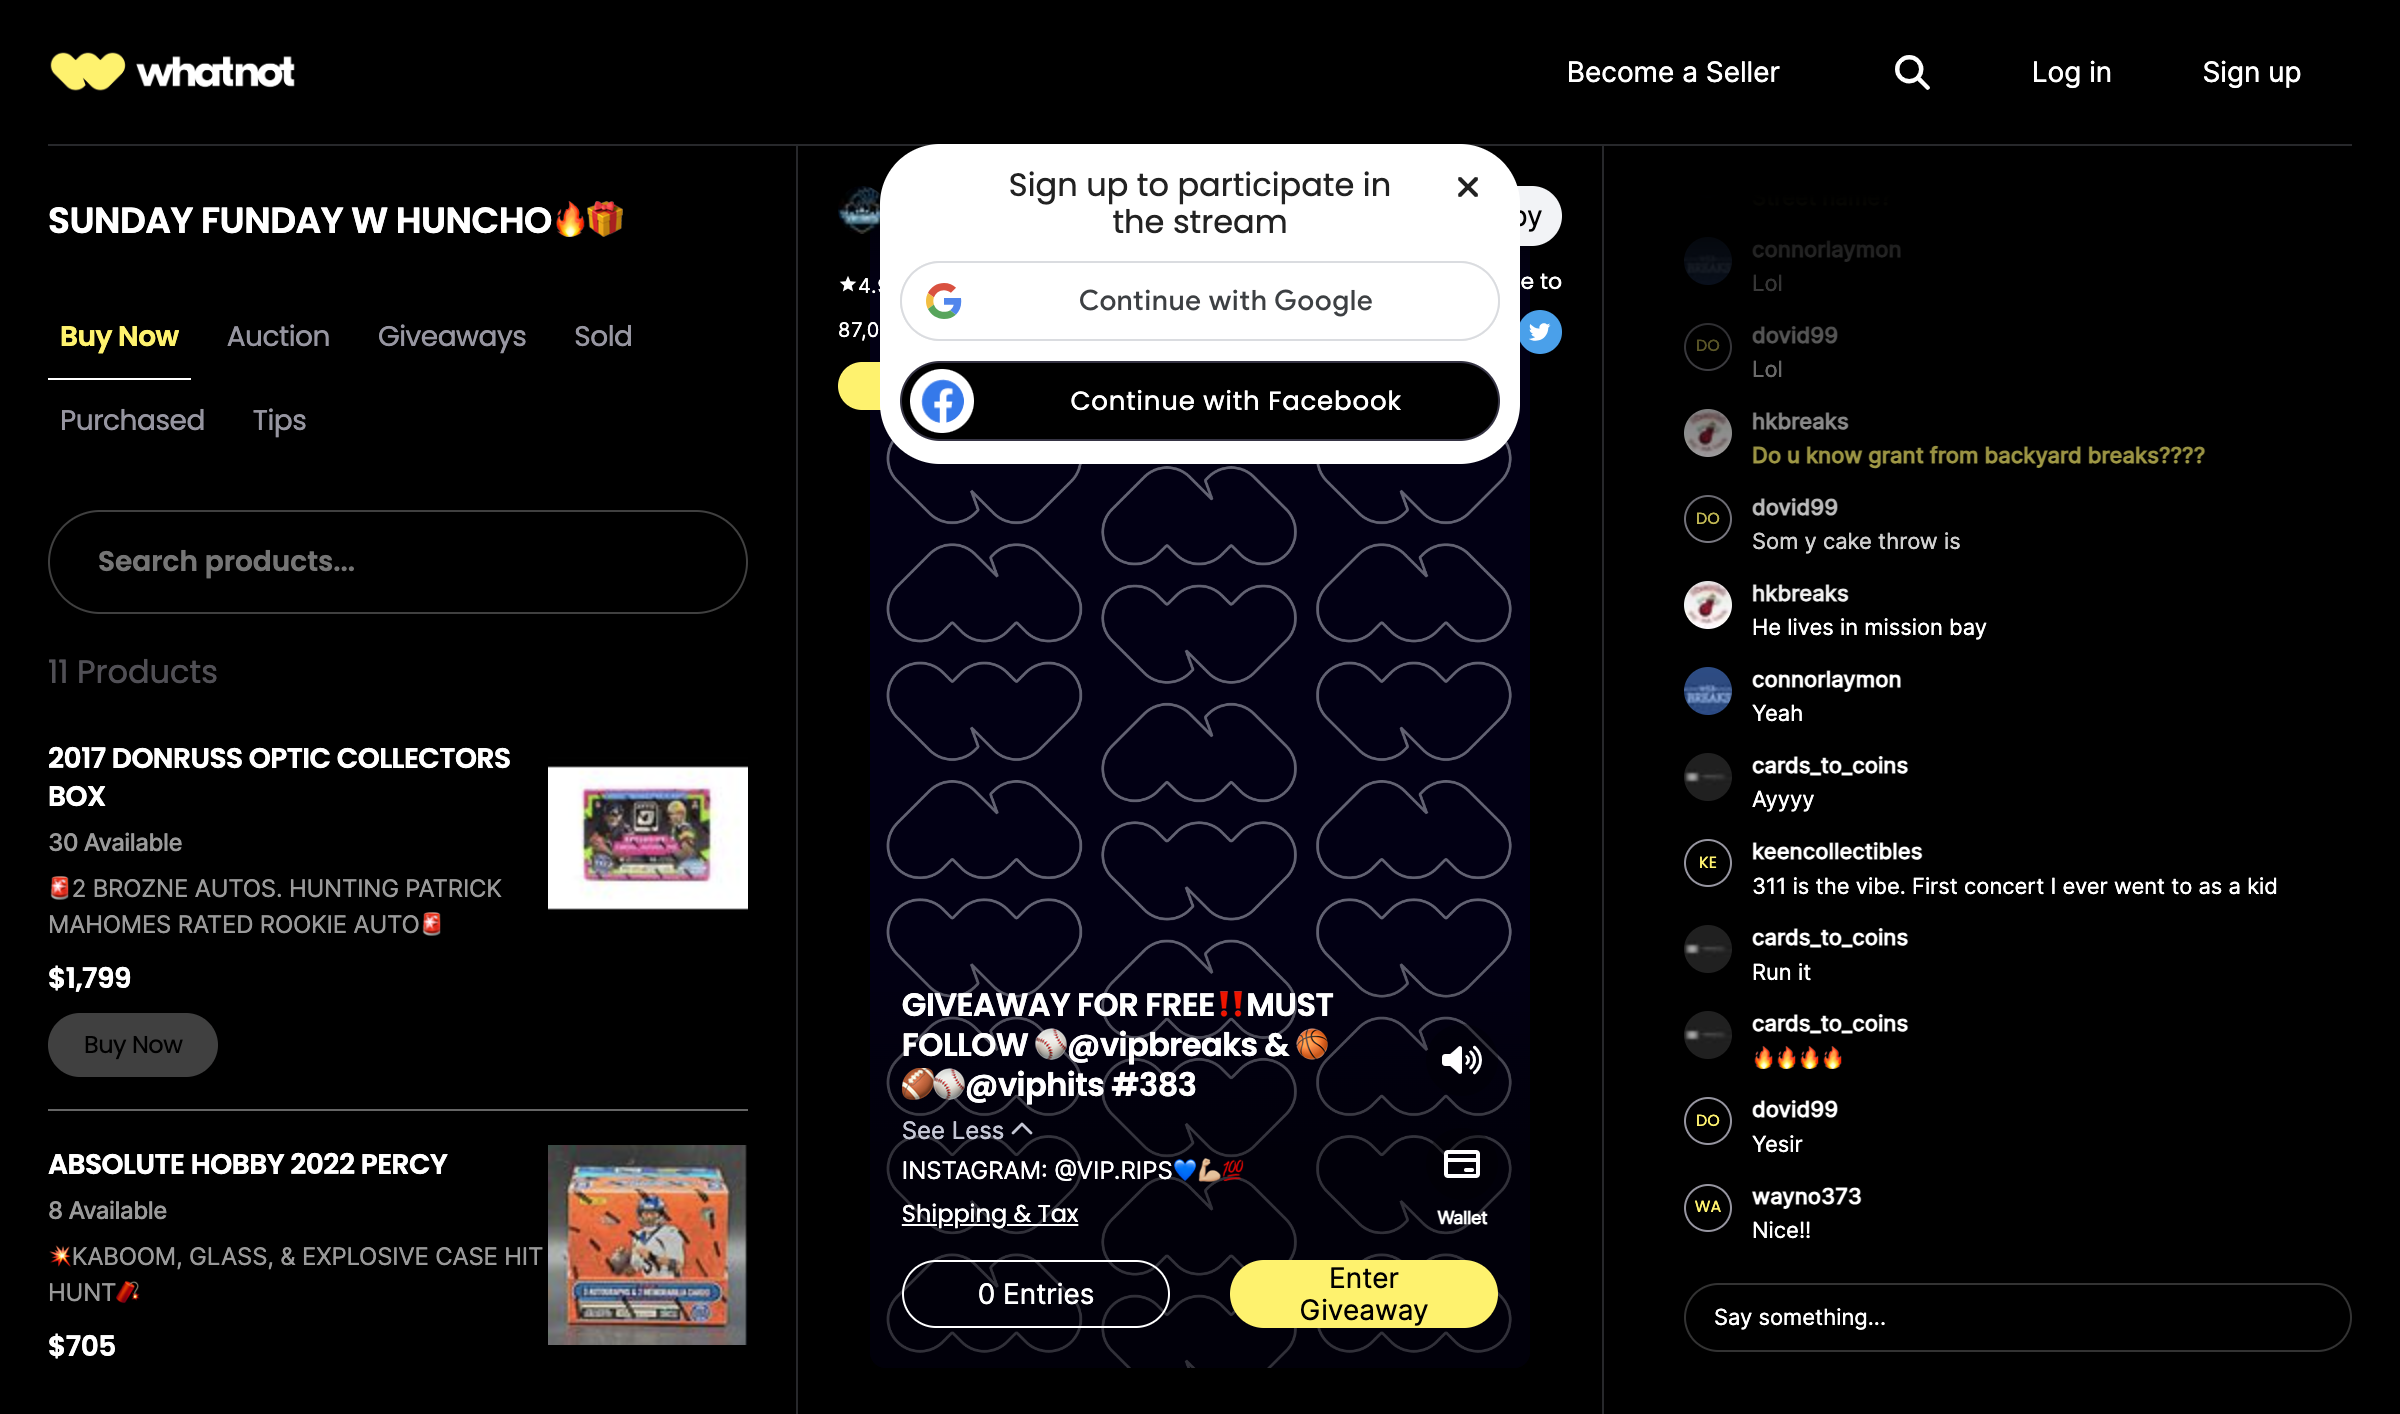 whatnot
Become a Seller
Log in
Sign up
SUNDAY FUNDAY W HUNCHO🔥🎁
Buy Now
Auction
Giveaways
Sold
Purchased
Tips
Search products...
11 Products
2017 DONRUSS OPTIC COLLECTORS
BOX
30 Available
🚨2 BROZNE AUTOS. HUNTING PATRICK
MAHOMES RATED ROOKIE AUTO🚨
$1,799
Buy Now
ABSOLUTE HOBBY 2022 PERCY
8 Available
💥KABOOM, GLASS, & EXPLOSIVE CASE HIT
HUNT🧨
$705
Sign up to participate in
the stream
Continue with Google
Continue with Facebook
★4.9
87,0
e to
GIVEAWAY FOR FREE‼️MUST
FOLLOW ⚾@vipbreaks & 🏀
🏈⚾@viphits #383
See Less
INSTAGRAM: @VIP.RIPS💙💪🏼💯
Shipping & Tax
Wallet
0 Entries
Enter
Giveaway
connorlaymon
Lol
DO
dovid99
Lol
hkbreaks
Do u know grant from backyard breaks????
DO
dovid99
Som y cake throw is
hkbreaks
He lives in mission bay
connorlaymon
Yeah
cards_to_coins
Ayyyy
KE
keencollectibles
311 is the vibe. First concert I ever went to as a kid
cards_to_coins
Run it
cards_to_coins
🔥🔥🔥🔥
DO
dovid99
Yesir
WA
wayno373
Nice!!
Say something...